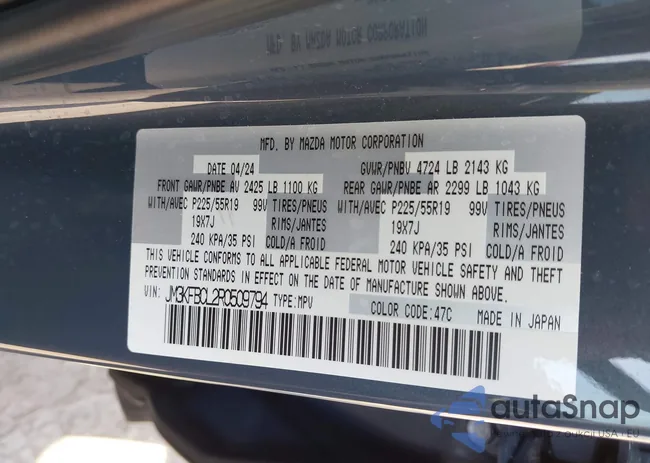 MFD. BY MAZDA MOTOR CORPORATION
DATE 04/24 GVWR/PNBV 4724 LB 2143 KG
FRONT GAWR/PNBE AV 2425 LB 1100 KG REAR GAWR/PNBE AR 2299 LB 1043 KG
WITH/AVEC P225/55R19 99V TIRES/PNEUS WITH/AVEC P225/55R19 99V TIRES/PNEUS
19X7J RIMS/JANTES 19X7J RIMS/JANTES
240 KPA/35 PSI COLD/A FROID 240 KPA/35 PSI COLD/A FROID
THIS VEHICLE CONFORMS TO ALL APPLICABLE FEDERAL MOTOR VEHICLE SAFETY AND THEFT
PREVENTION STANDARDS IN EFFECT ON THE DATE OF MANUFACTURE SHOWN ABOVE.
VIN: JM3KFBCL2R0509794 TYPE:MPV COLOR CODE:47C MADE IN JAPAN
autaSnap